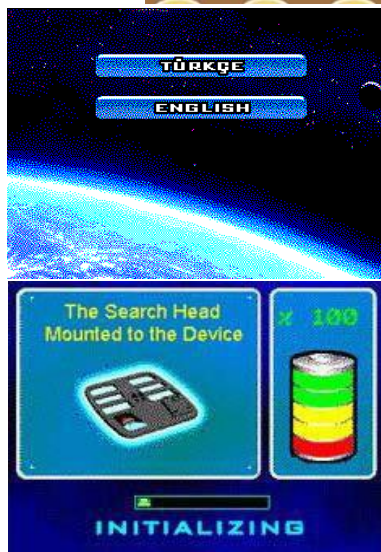 TÜRKÇE
ENGLISH
The Search Head
Mounted to the Device
% 100
INITIALIZING